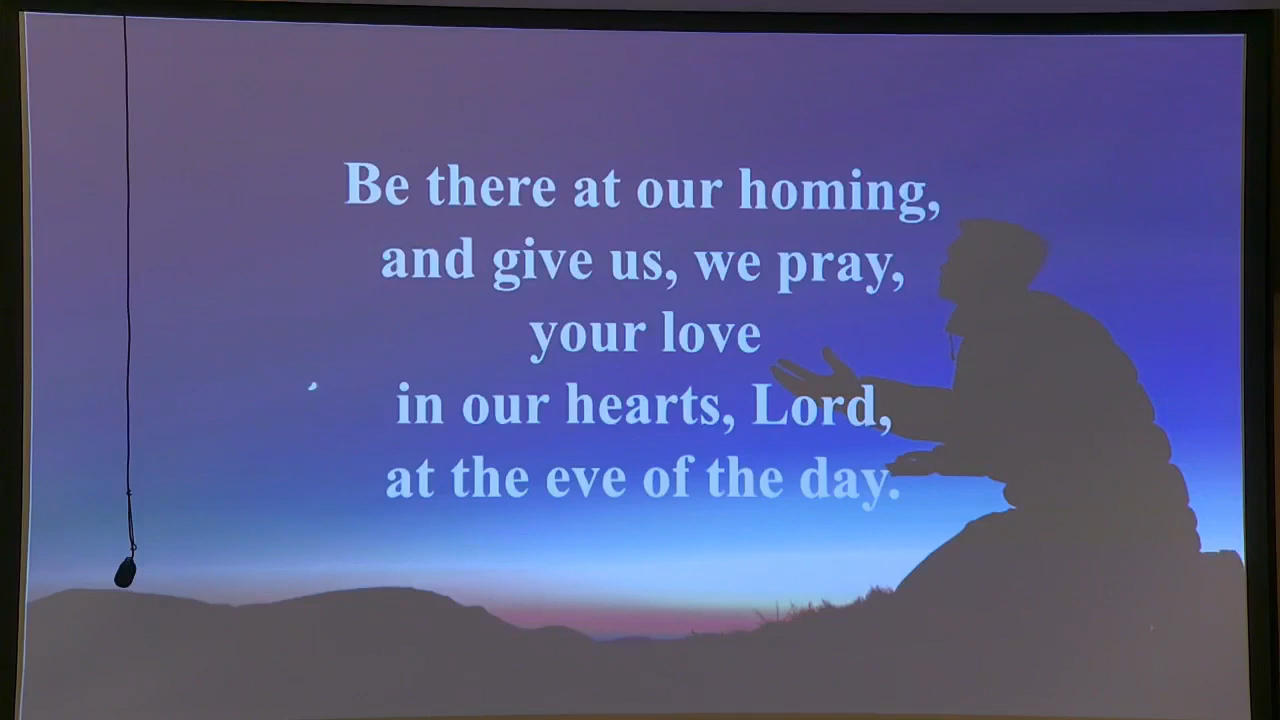 Be there at our homing,
and give us, we pray,
your love
in our hearts, Lord,
at the eve of the day.